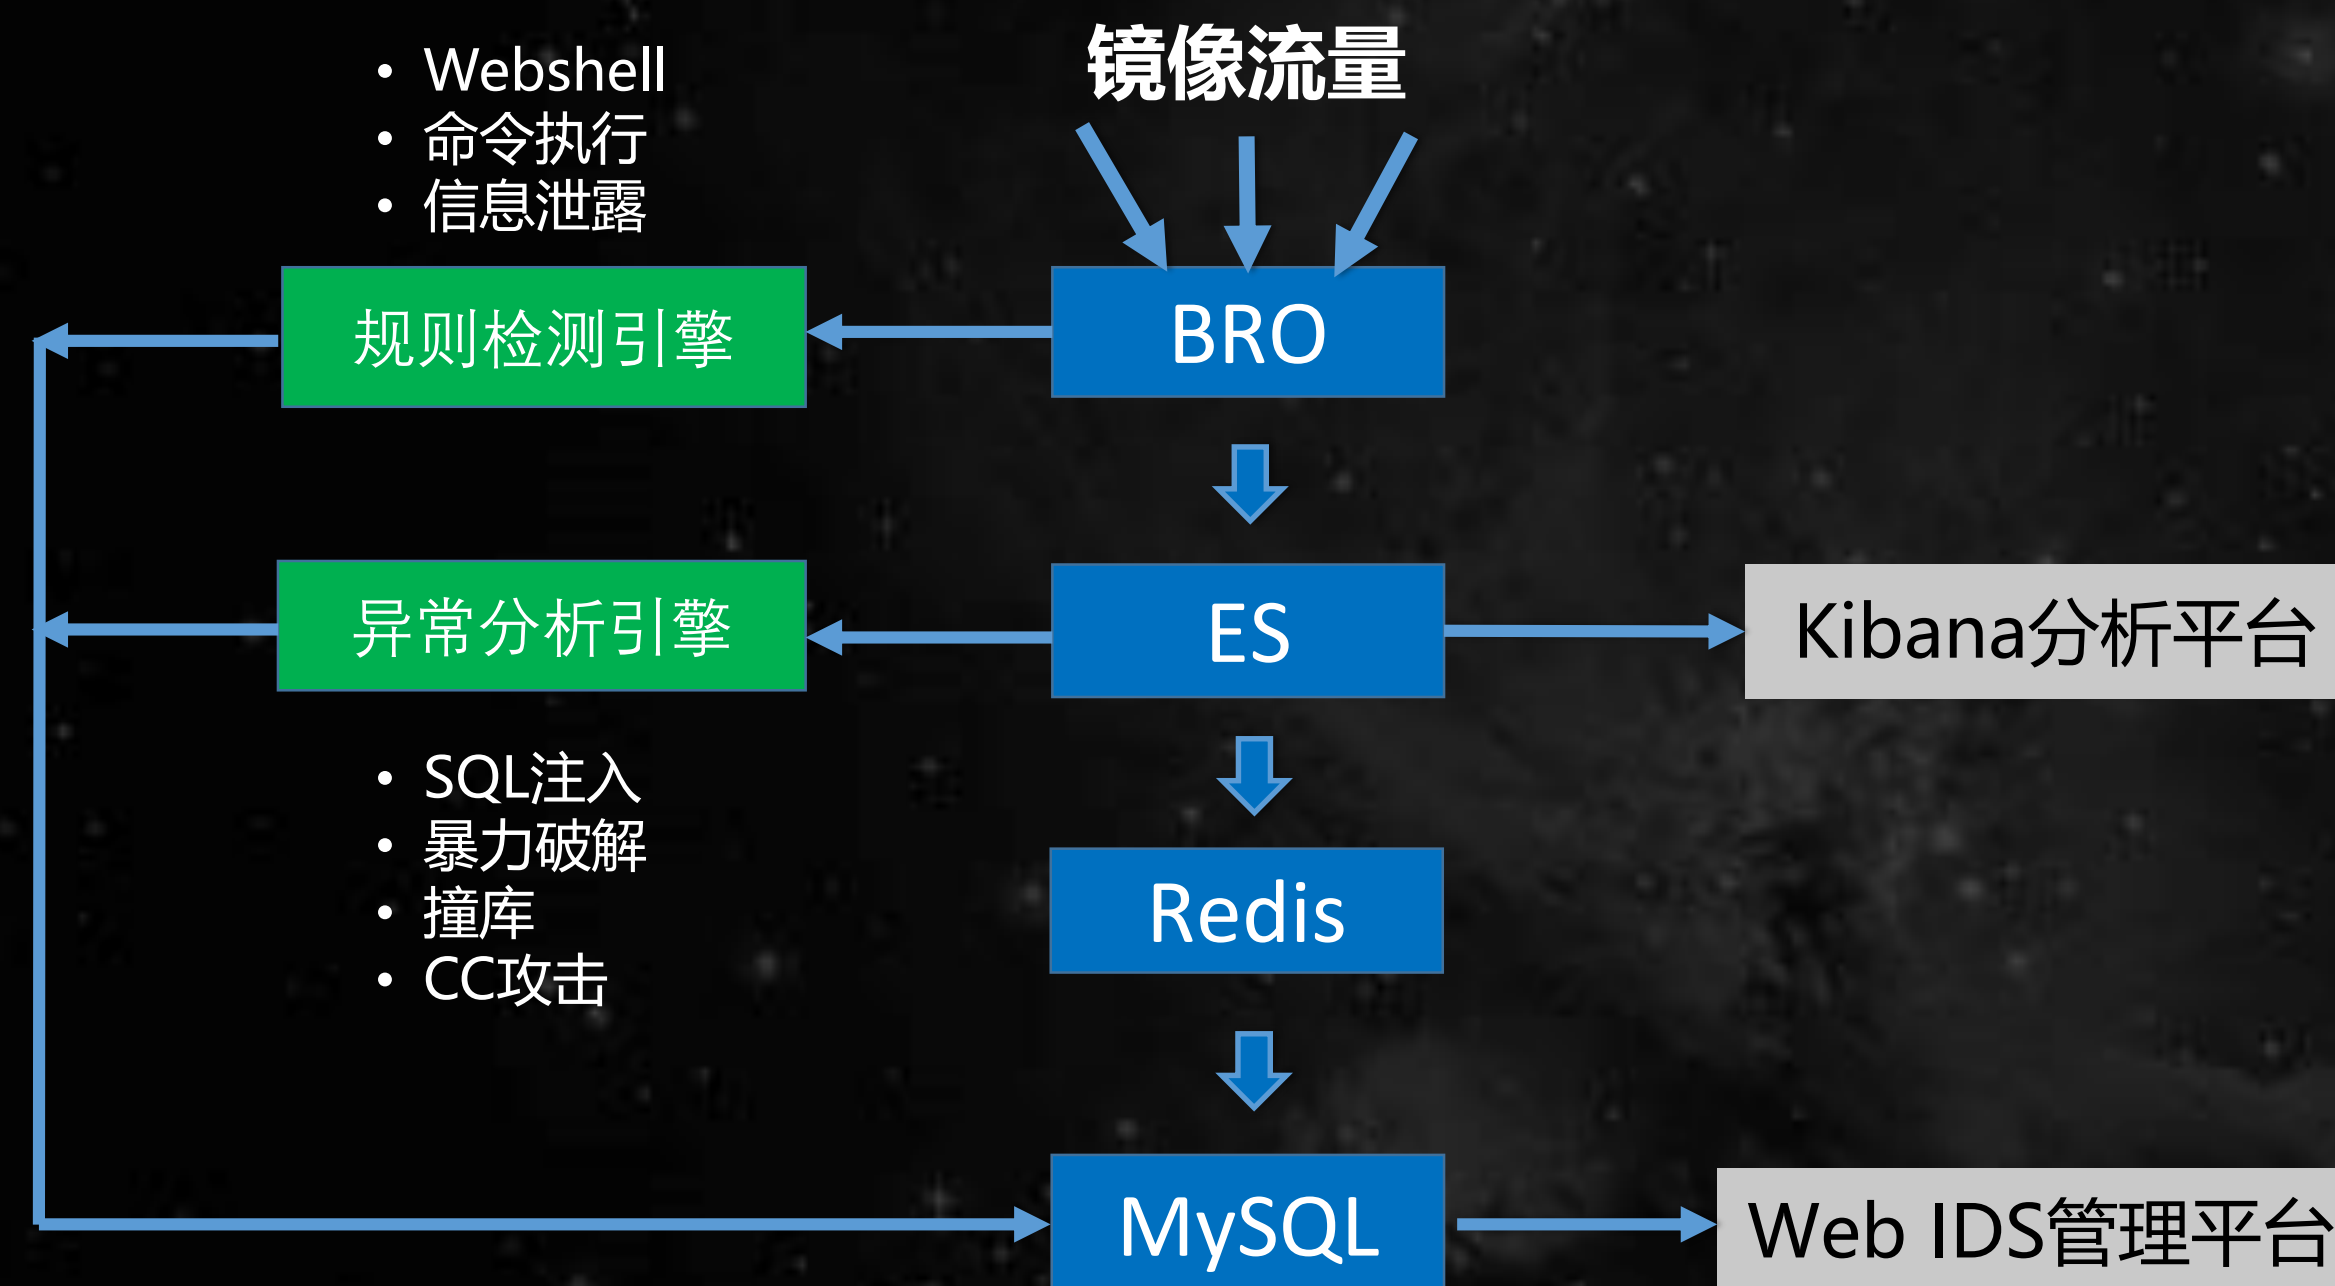 镜像流量
Webshell
命令执行
信息泄露
规则检测引擎
BRO
异常分析引擎
ES
Kibana分析平台
SQL注入
暴力破解
撞库
CC攻击
Redis
MySQL
Web IDS管理平台